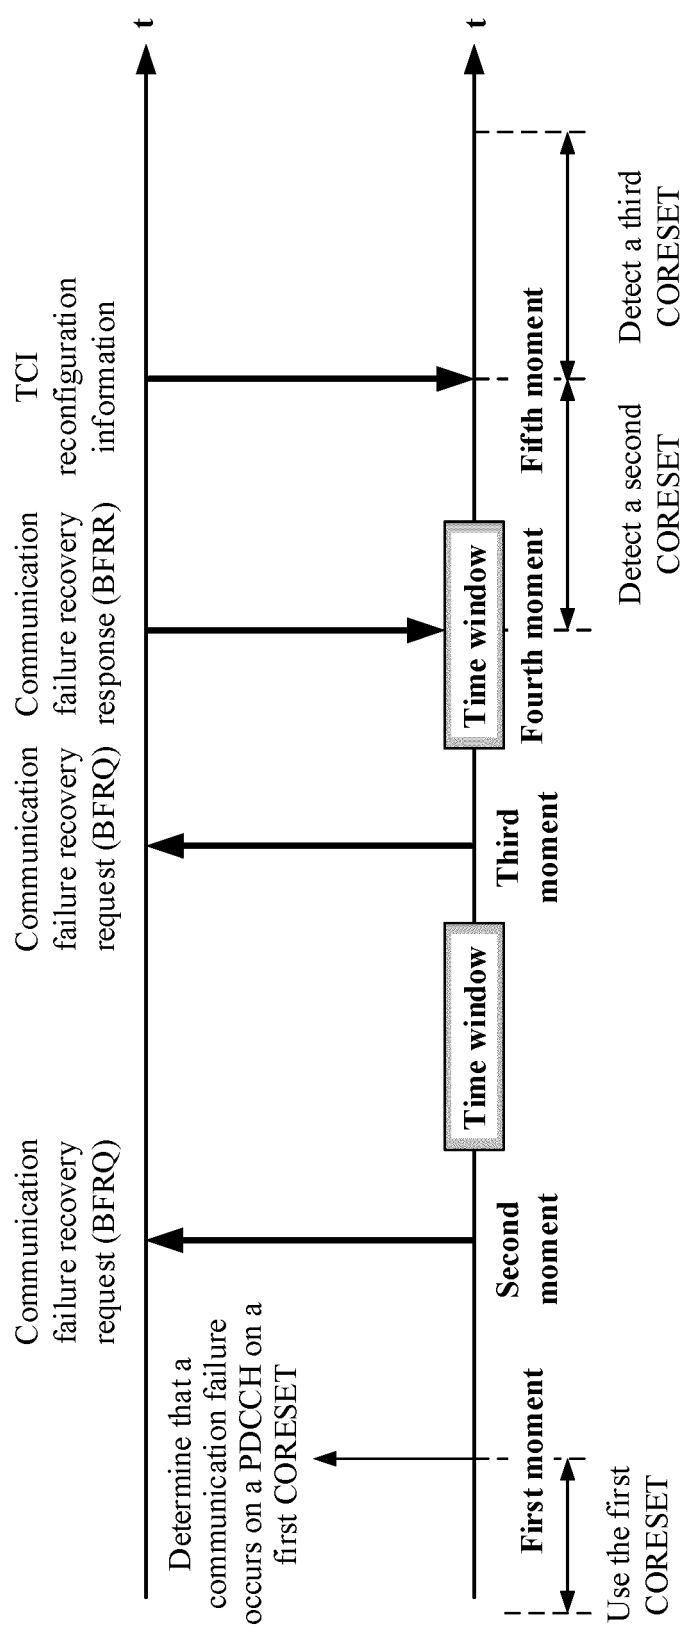 Communication
failure recovery
request (BFRQ)
Communication
failure recovery
request (BFRQ)
Communication
failure recovery
response (BFRR)
TCI
reconfiguration
information
t
Determine that a
communication failure
occurs on a PDCCH on a
first CORESET
Time window
Time window
t
First moment
Second
moment
Third
moment
Fourth moment
Fifth moment
Use the first
CORESET
Detect a second
CORESET
Detect a third
CORESET